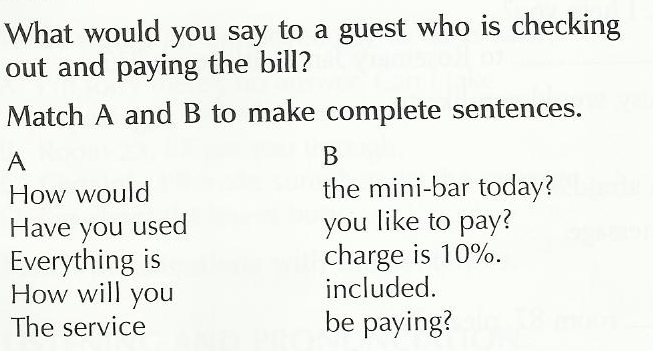 What would you say to a guest who is checking
out and paying the bill?
Match A and B to make complete sentences.
A B
How would the mini-bar today?
Have you used you like to pay?
Everything is charge is 10%.
How will you included.
The service be paying?